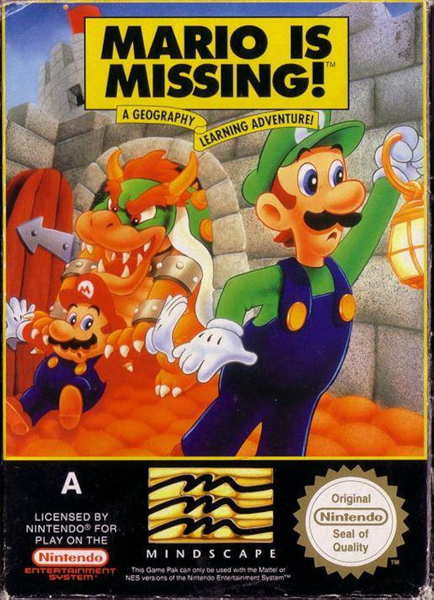 MARIO IS
MISSING!™
A GEOGRAPHY
LEARNING ADVENTURE!
M
A
LICENSED BY
NINTENDO® FOR
PLAY ON THE
Nintendo
ENTERTAINMENT
SYSTEM™
MINDSCAPE
This Game Pak can only be used with the Mattel or
NES versions of the Nintendo Entertainment System™
Original
Nintendo
Seal of
Quality
TM